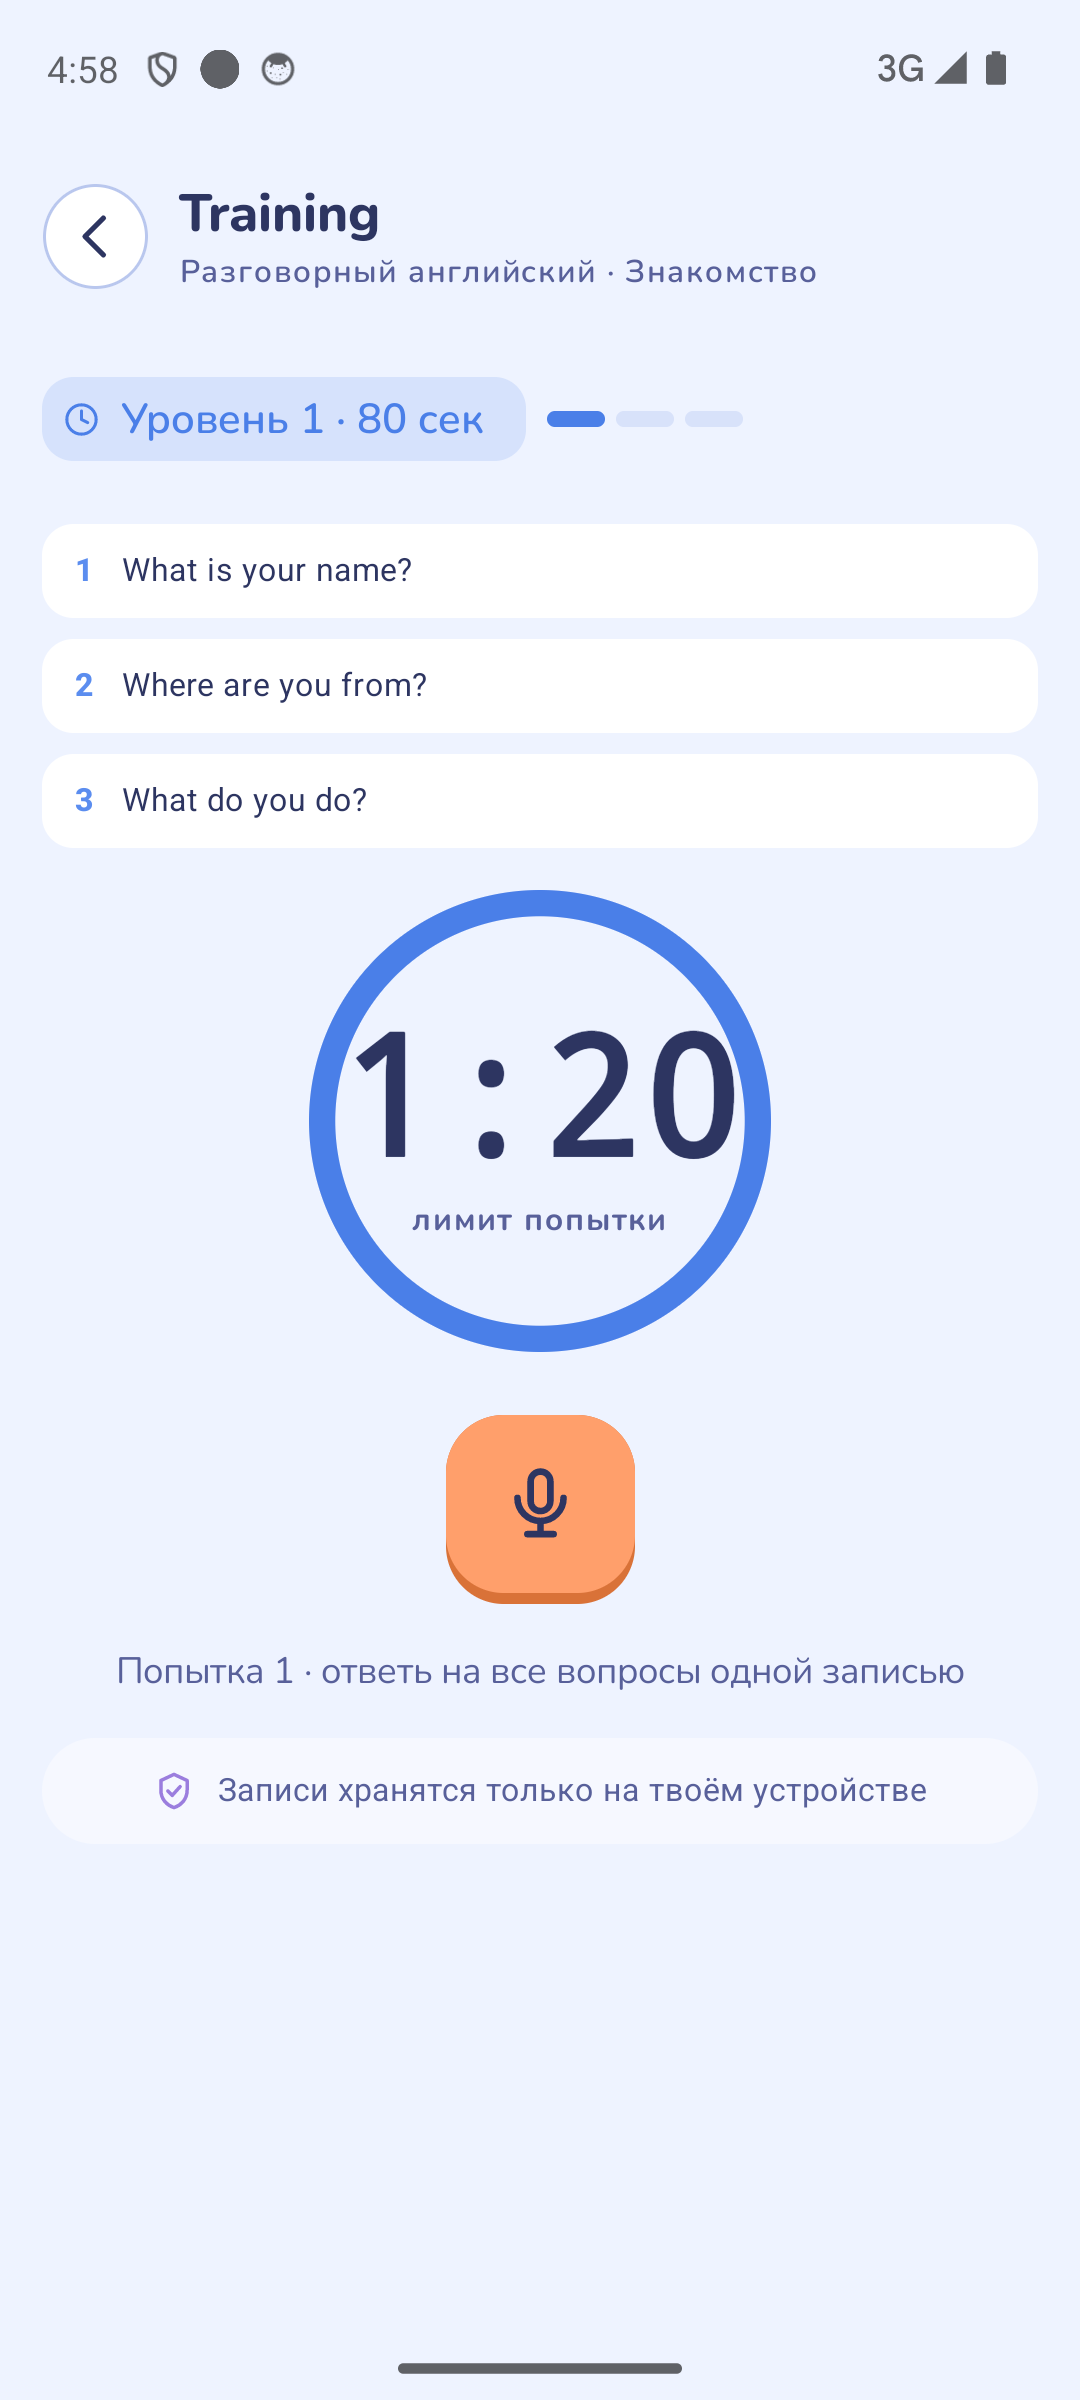 4:58
3G
Training
Разговорный английский · Знакомство
Уровень 1 · 80 сек
1 What is your name?
2 Where are you from?
3 What do you do?
1:20
лимит попытки
Попытка 1 · ответь на все вопросы одной записью
Записи хранятся только на твоём устройстве